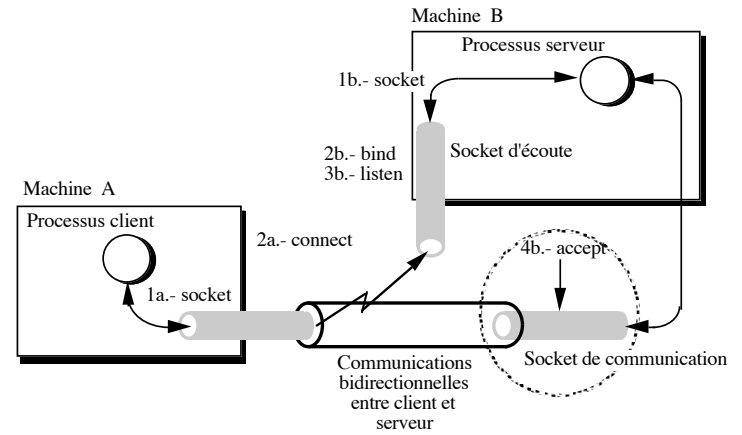 Machine B
Processus serveur
1b.- socket
2b.- bind
3b.- listen
Socket d'écoute
Machine A
Processus client
2a.- connect
4b.- accept
1a.- socket
Communications
bidirectionnelles
entre client et
serveur
Socket de communication